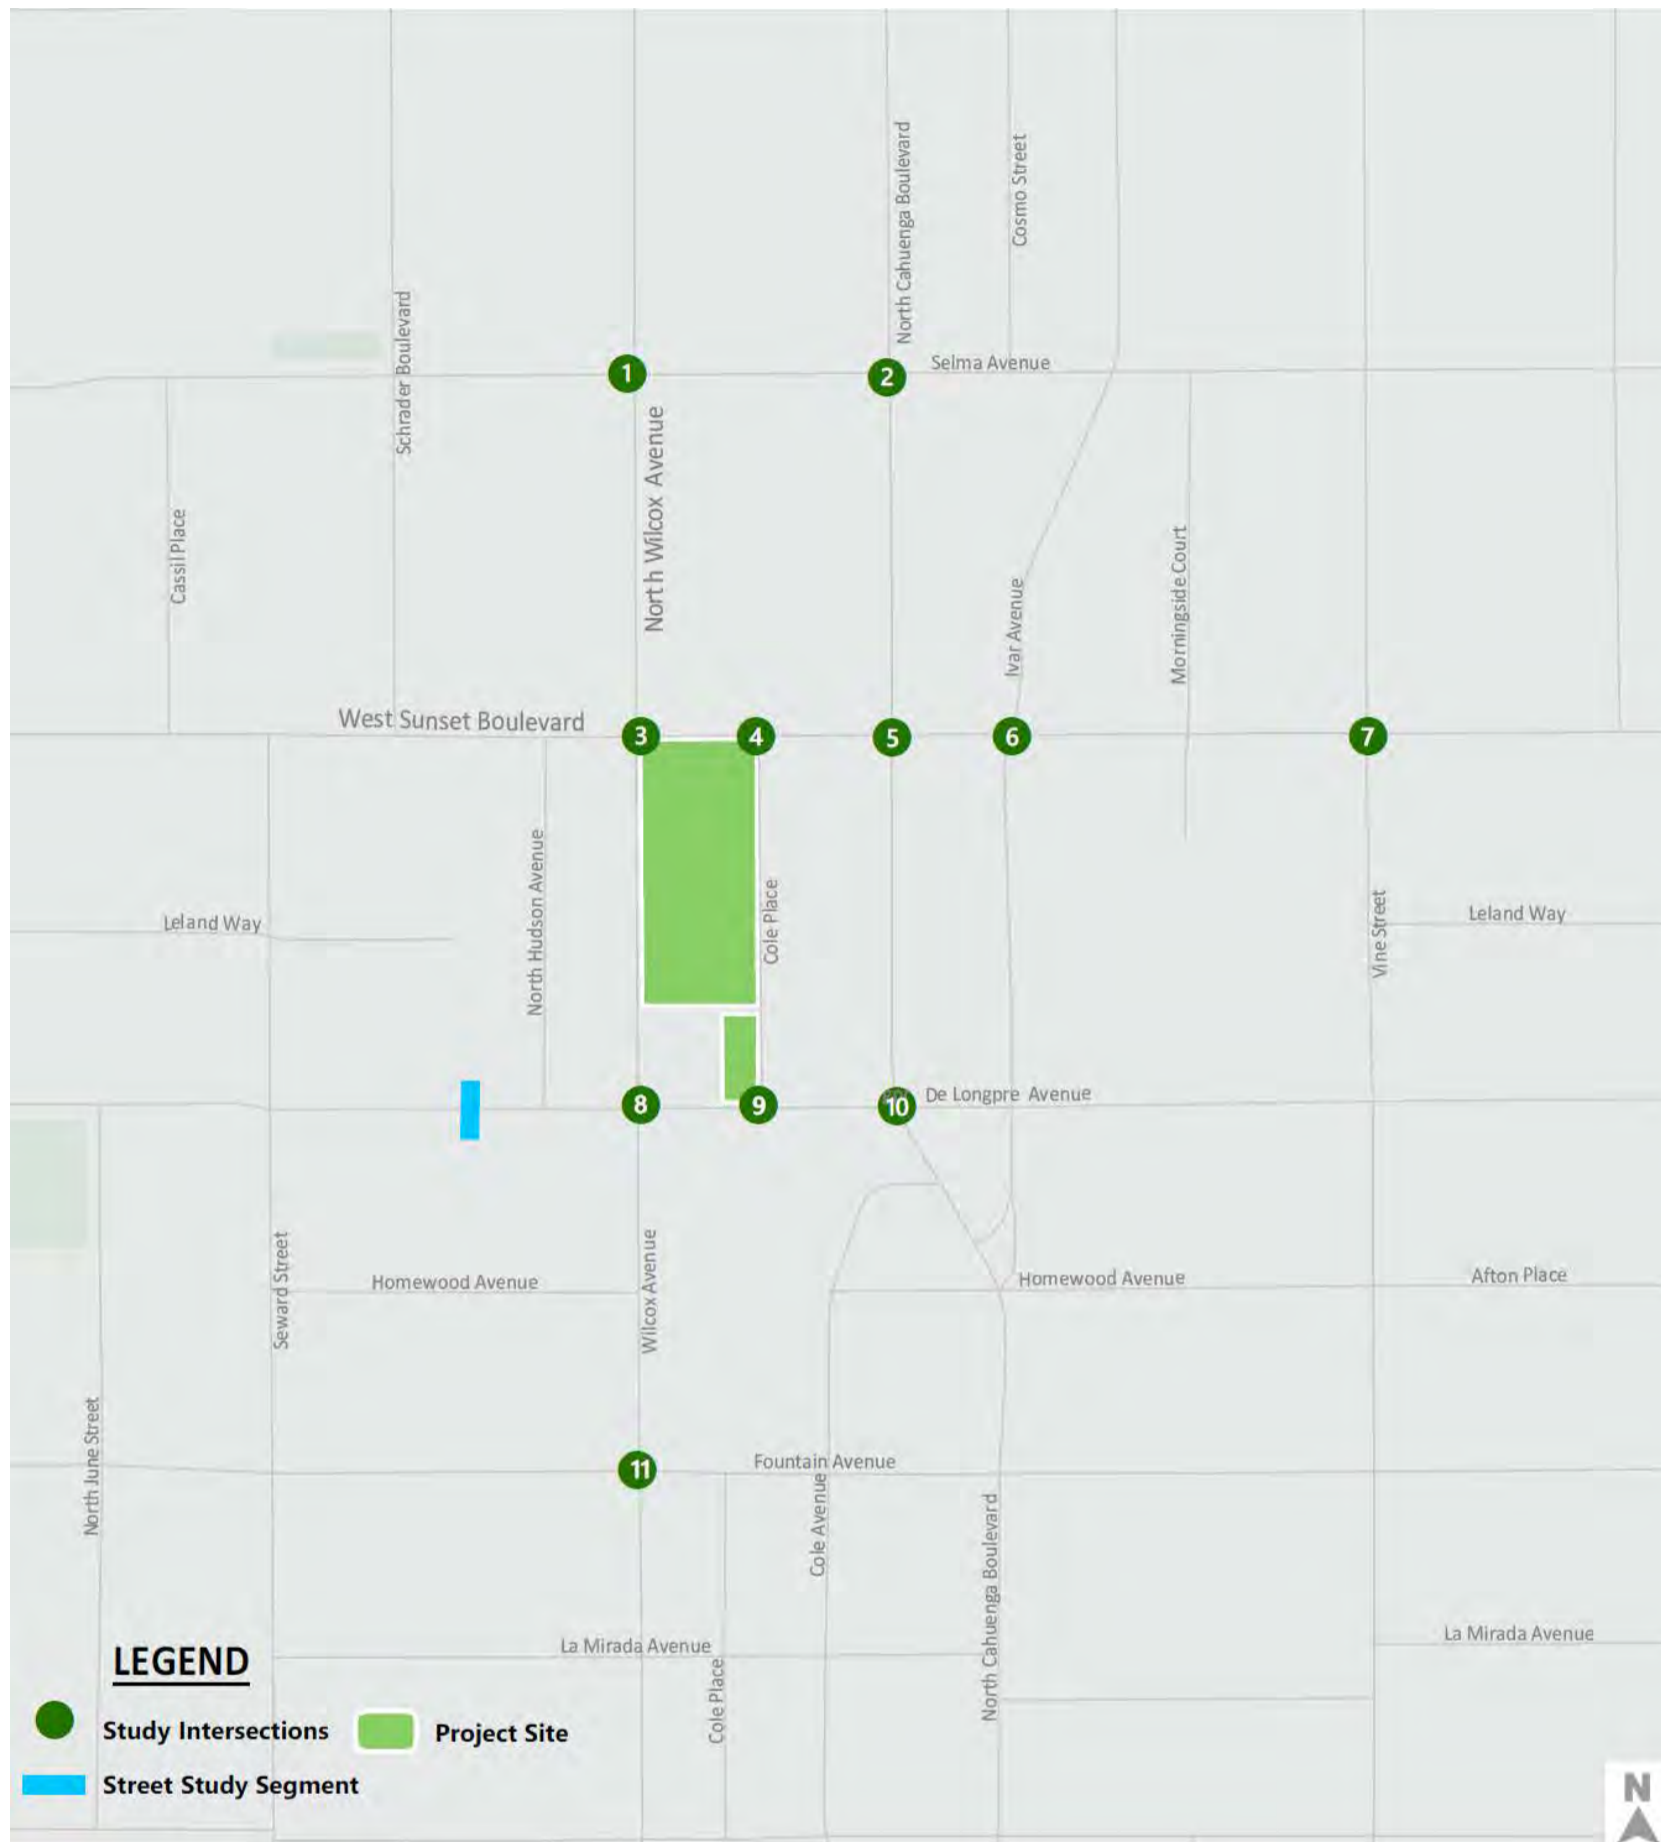 North Cahuenga Boulevard
Cosmo Street
Schrader Boulevard
1
2
Selma Avenue
North Wilcox Avenue
Cassil Place
Ivar Avenue
Morningside Court
West Sunset Boulevard
3
4
5
6
7
North Hudson Avenue
Cole Place
Leland Way
Vine Street
Leland Way
8
9
10
De Longpre Avenue
Seward Street
Homewood Avenue
Wilcox Avenue
Homewood Avenue
Afton Place
North June Street
11
Fountain Avenue
Cole Avenue
North Cahuenga Boulevard
La Mirada Avenue
La Mirada Avenue
Cole Place
LEGEND
Study Intersections
Project Site
Street Study Segment
N